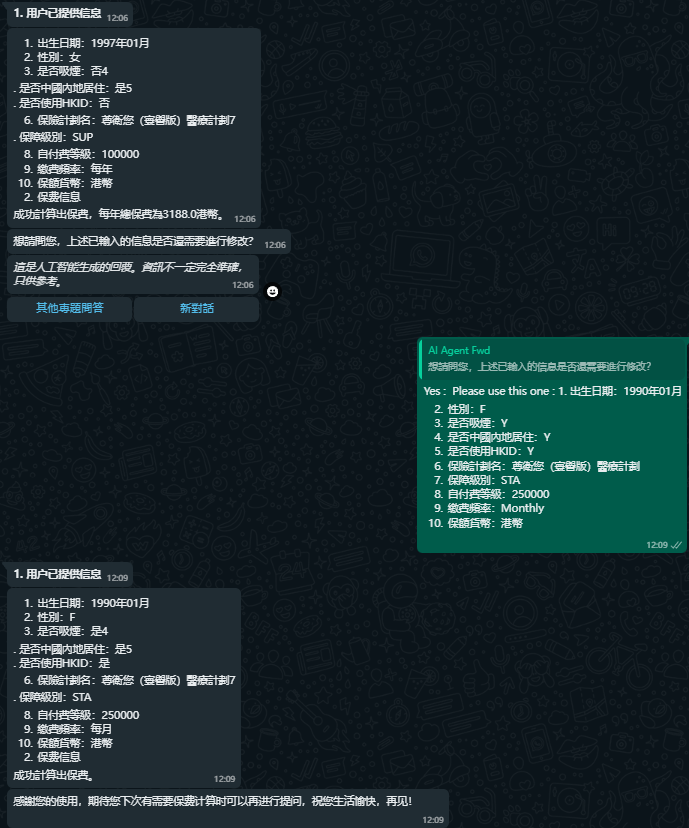 1. 用户已提供信息 12:06
1. 出生日期：1997年01月
2. 性別：女
3. 是否吸煙：否4
. 是否中國內地居住：是5
. 是否使用HKID：否
6. 保險計劃名：尊衛您（壹善版）醫療計劃7
. 保障級別：SUP
8. 自付費等級：100000
9. 繳費頻率：每年
10. 保額貨幣：港幣
2. 保费信息
成功計算出保費，每年總保費為3188.0港幣。 12:06
想請問您，上述已輸入的信息是否還需要進行修改？ 12:06
這是人工智能生成的回覆。資訊不一定完全準確，
只供參考。 12:06
其他專題問答 新對話
AI Agent Fwd
想請問您，上述已輸入的信息是否還需要進行修改？
Yes : Please use this one : 1. 出生日期：1990年01月
2. 性別：F
3. 是否吸煙：Y
4. 是否中國內地居住：Y
5. 是否使用HKID：Y
6. 保險計劃名：尊衛您（壹善版）醫療計劃
7. 保障級別：STA
8. 自付費等級：250000
9. 繳費頻率：Monthly
10. 保額貨幣：港幣
12:09
1. 用户已提供信息 12:09
1. 出生日期：1990年01月
2. 性別：F
3. 是否吸煙：是4
. 是否中國內地居住：是5
. 是否使用HKID：是
6. 保險計劃名：尊衛您（壹善版）醫療計劃7
. 保障級別：STA
8. 自付費等級：250000
9. 繳費頻率：每月
10. 保額貨幣：港幣
2. 保费信息
成功計算出保費。 12:09
感謝您的使用，期待您下次有需要保费计算时可以再进行提问，祝您生活愉快，再见！
12:09